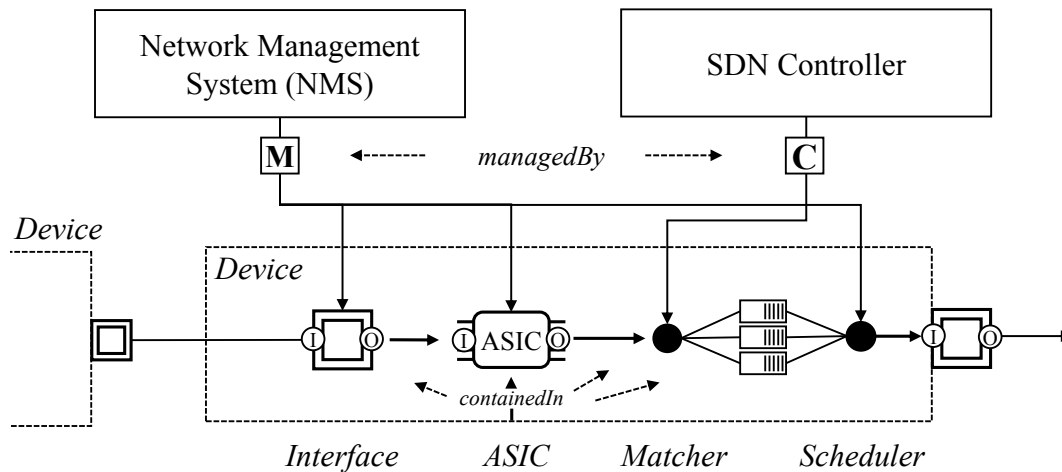 Network Management
System (NMS)
SDN Controller
M
managedBy
C
Device
Device
I
O
I
ASIC
O
I
O
containedIn
Interface
ASIC
Matcher
Scheduler